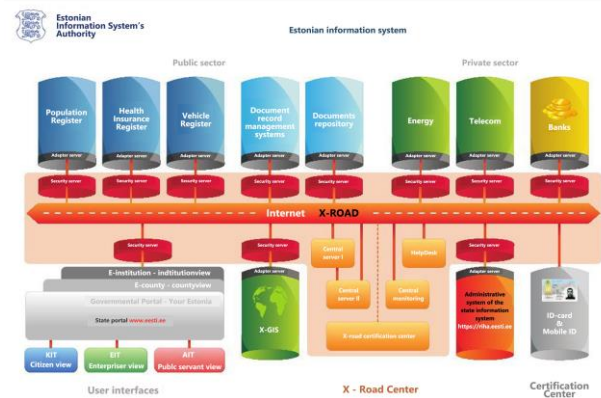 Estonian
Information System's
Authority
Estonian information system
Public sector
Private sector
Population
Register
Health
Insurance
Register
Vehicle
Register
Document
record
management
systems
Documents
repository
Energy
Telecom
Banks
Adapter server
Adapter server
Adapter server
Adapter server
Adapter server
Adapter server
Adapter server
Adapter server
Security server
Security server
Security server
Security server
Security server
Security server
Security server
Security server
Internet X-ROAD
Security server
Security server
Central
server I
HelpDesk
Security server
E-institution - indtitutionview
E-county - countyview
Governmental Portal - Your Estonia
State portal www.eesti.ee
Adapter server
X-GIS
Central
server II
Central
monitoring
X-road certification center
Adapter server
Administrative
system of the
state information
system
https://riha.eesti.ee
ID-card
&
Mobile ID
KIT
Citizen view
EIT
Enterpriser view
AIT
Public servant view
User interfaces
X - Road Center
Certification
Center